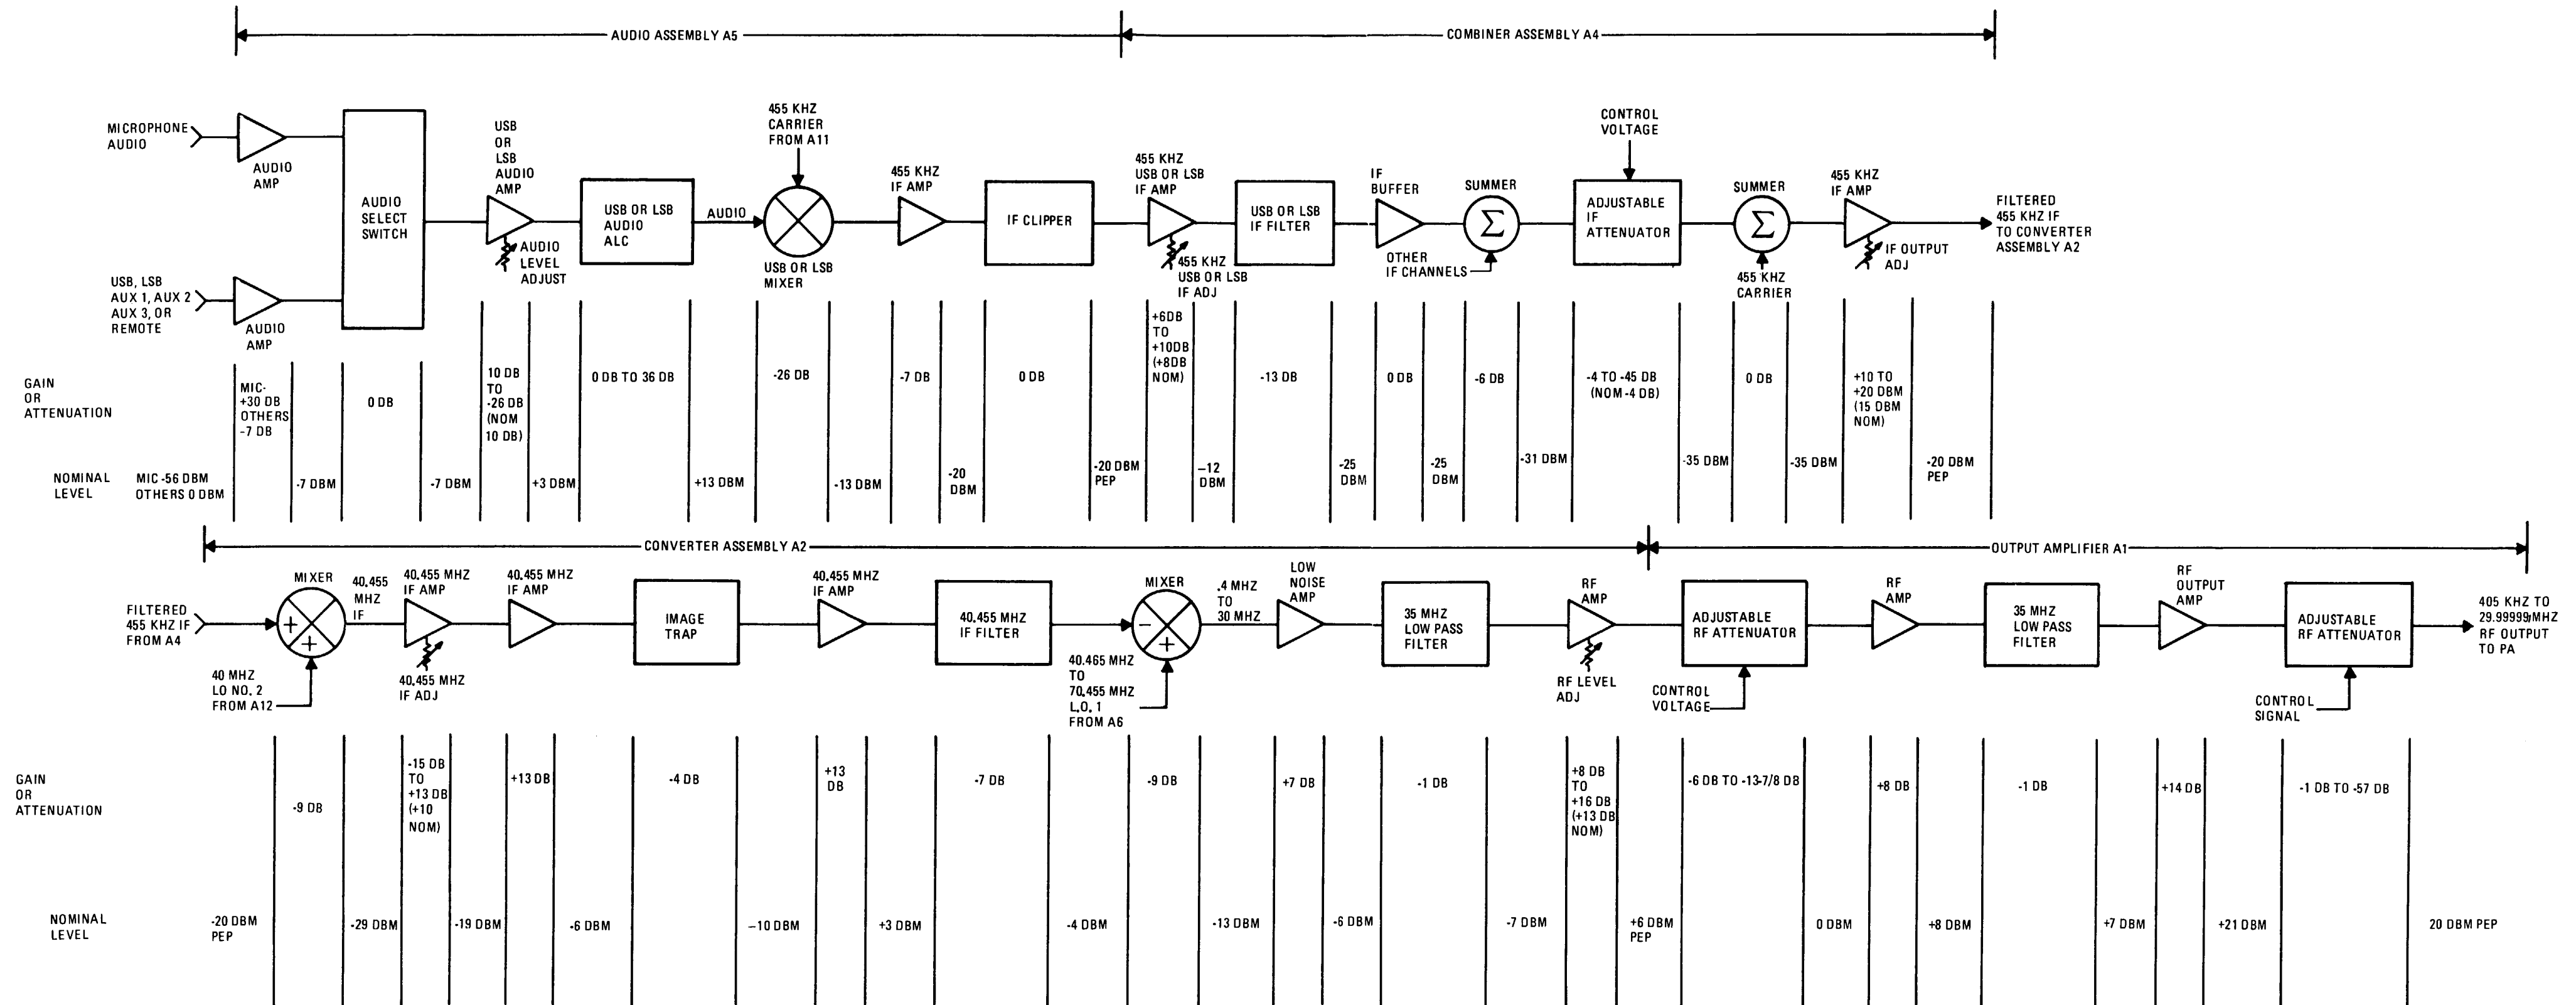 AUDIO ASSEMBLY A5
COMBINER ASSEMBLY A4
MICROPHONE
AUDIO
AUDIO
AMP
USB, LSB
AUX 1, AUX 2
AUX 3, OR
REMOTE
AUDIO
AMP
AUDIO
SELECT
SWITCH
USB
OR
LSB
AUDIO
AMP
AUDIO
LEVEL
ADJUST
USB OR LSB
AUDIO
ALC
AUDIO
455 KHZ
CARRIER
FROM A11
USB OR LSB
MIXER
455 KHZ
IF AMP
IF CLIPPER
455 KHZ
USB OR LSB
IF AMP
455 KHZ
USB OR LSB
IF ADJ
USB OR LSB
IF FILTER
IF
BUFFER
OTHER
IF CHANNELS
SUMMER
Σ
CONTROL
VOLTAGE
ADJUSTABLE
IF
ATTENUATOR
SUMMER
Σ
455 KHZ
CARRIER
455 KHZ
IF AMP
IF OUTPUT
ADJ
FILTERED
455 KHZ IF
TO CONVERTER
ASSEMBLY A2
GAIN
OR
ATTENUATION
MIC-
+30 DB
OTHERS
-7 DB
0 DB
10 DB
TO
-26 DB
(NOM
10 DB)
0 DB TO 36 DB
-26 DB
-7 DB
0 DB
+6DB
TO
+10DB
(+8DB
NOM)
-13 DB
0 DB
-6 DB
-4 TO -45 DB
(NOM -4 DB)
0 DB
+10 TO
+20 DBM
(15 DBM
NOM)
NOMINAL
LEVEL
MIC -56 DBM
OTHERS 0 DBM
-7 DBM
-7 DBM
+3 DBM
+13 DBM
-13 DBM
-20
DBM
-20 DBM
PEP
-12
DBM
-25
DBM
-25
DBM
-31 DBM
-35 DBM
-35 DBM
-20 DBM
PEP
CONVERTER ASSEMBLY A2
OUTPUT AMPLIFIER A1
FILTERED
455 KHZ IF
FROM A4
MIXER
+
+
40 MHZ
LO NO. 2
FROM A12
40.455
MHZ
IF
40.455 MHZ
IF AMP
40.455 MHZ
IF ADJ
40.455 MHZ
IF AMP
IMAGE
TRAP
40.455 MHZ
IF AMP
40.455 MHZ
IF FILTER
MIXER
-
+
40.465 MHZ
TO
70.455 MHZ
L.O. 1
FROM A6
.4 MHZ
TO
30 MHZ
LOW
NOISE
AMP
35 MHZ
LOW PASS
FILTER
RF
AMP
RF LEVEL
ADJ
ADJUSTABLE
RF ATTENUATOR
CONTROL
VOLTAGE
RF
AMP
35 MHZ
LOW PASS
FILTER
RF
OUTPUT
AMP
ADJUSTABLE
RF ATTENUATOR
CONTROL
SIGNAL
405 KHZ TO
29.99999MHZ
RF OUTPUT
TO PA
GAIN
OR
ATTENUATION
-9 DB
-15 DB
TO
+13 DB
(+10
NOM)
+13 DB
-4 DB
+13
DB
-7 DB
-9 DB
+7 DB
-1 DB
+8 DB
TO
+16 DB
(+13 DB
NOM)
-6 DB TO -13-7/8 DB
+8 DB
-1 DB
+14 DB
-1 DB TO -57 DB
NOMINAL
LEVEL
-20 DBM
PEP
-29 DBM
-19 DBM
-6 DBM
-10 DBM
+3 DBM
-4 DBM
-13 DBM
-6 DBM
-7 DBM
+6 DBM
PEP
0 DBM
+8 DBM
+7 DBM
+21 DBM
20 DBM PEP